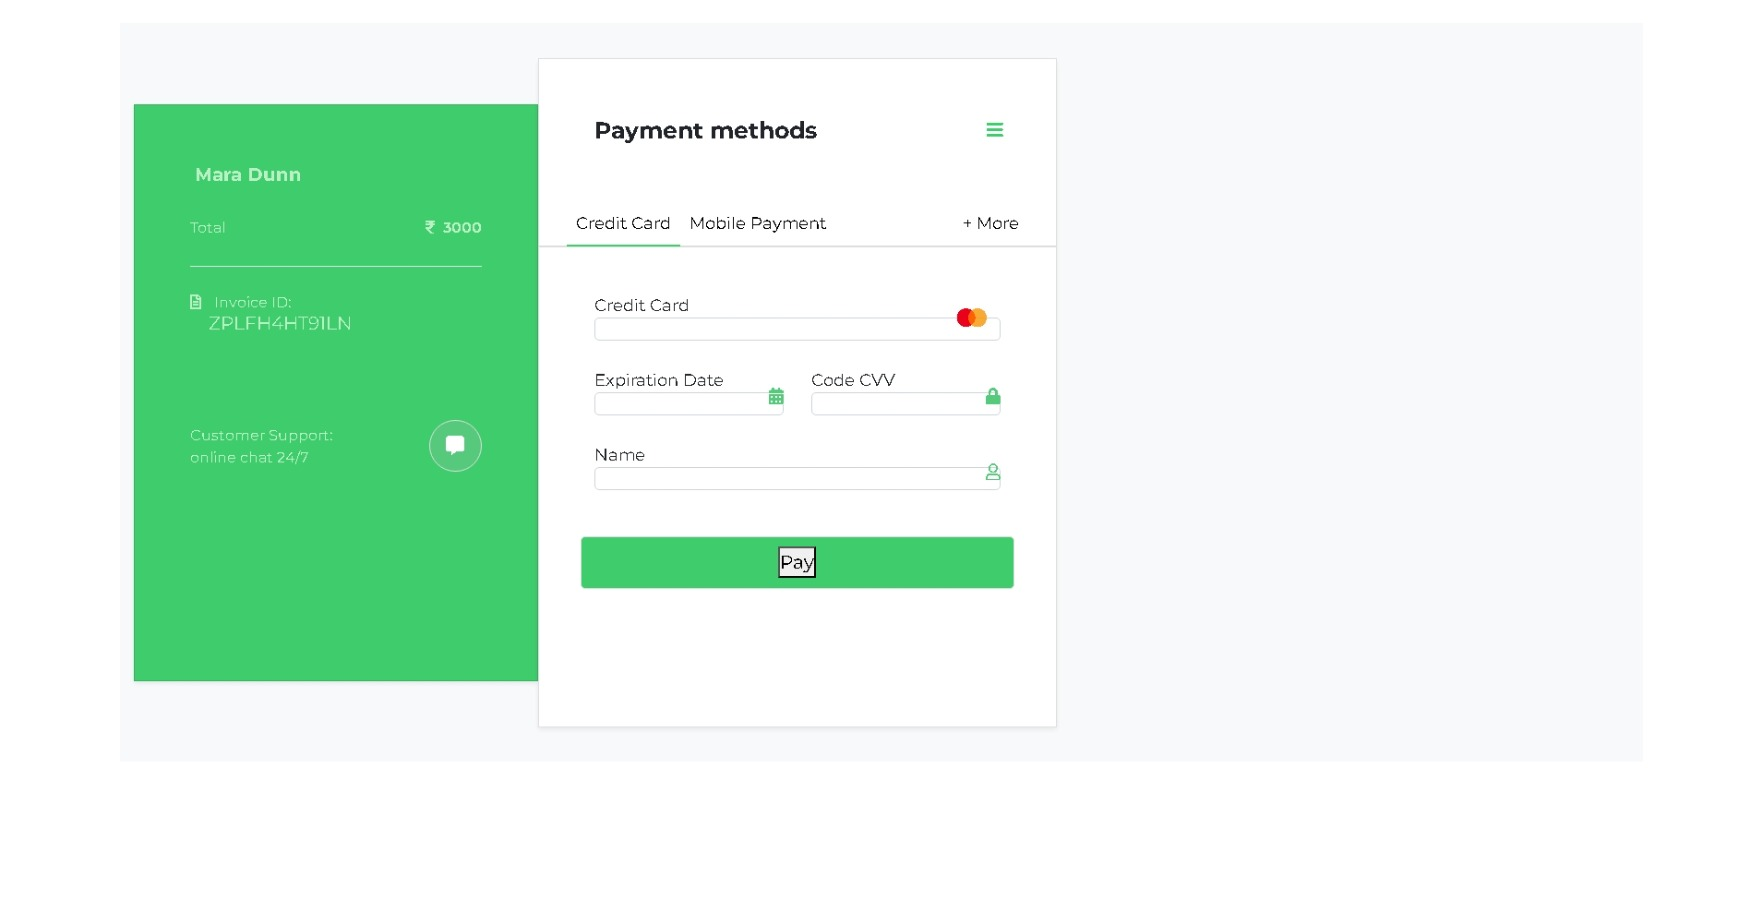 Mara Dunn
Total ₹ 3000
Invoice ID:
ZPLFH4HT91LN
Customer Support:
online chat 24/7
Payment methods
Credit Card Mobile Payment + More
Credit Card
Expiration Date Code CVV
Name
Pay